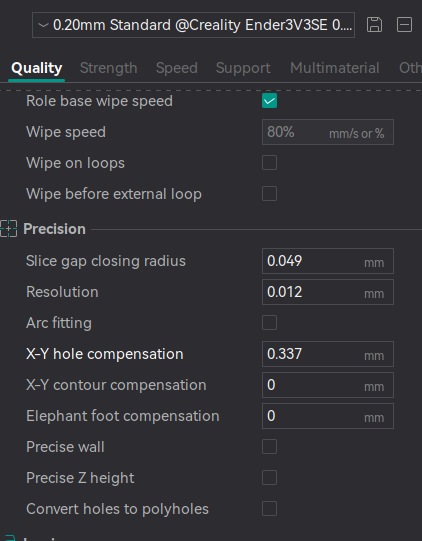 0.20mm Standard @Creality Ender3V3SE 0....
Quality Strength Speed Support Multimaterial Oth
Role base wipe speed
Wipe speed 80% mm/s or %
Wipe on loops
Wipe before external loop
Precision
Slice gap closing radius 0.049 mm
Resolution 0.012 mm
Arc fitting
X-Y hole compensation 0.337 mm
X-Y contour compensation 0 mm
Elephant foot compensation 0 mm
Precise wall
Precise Z height
Convert holes to polyholes